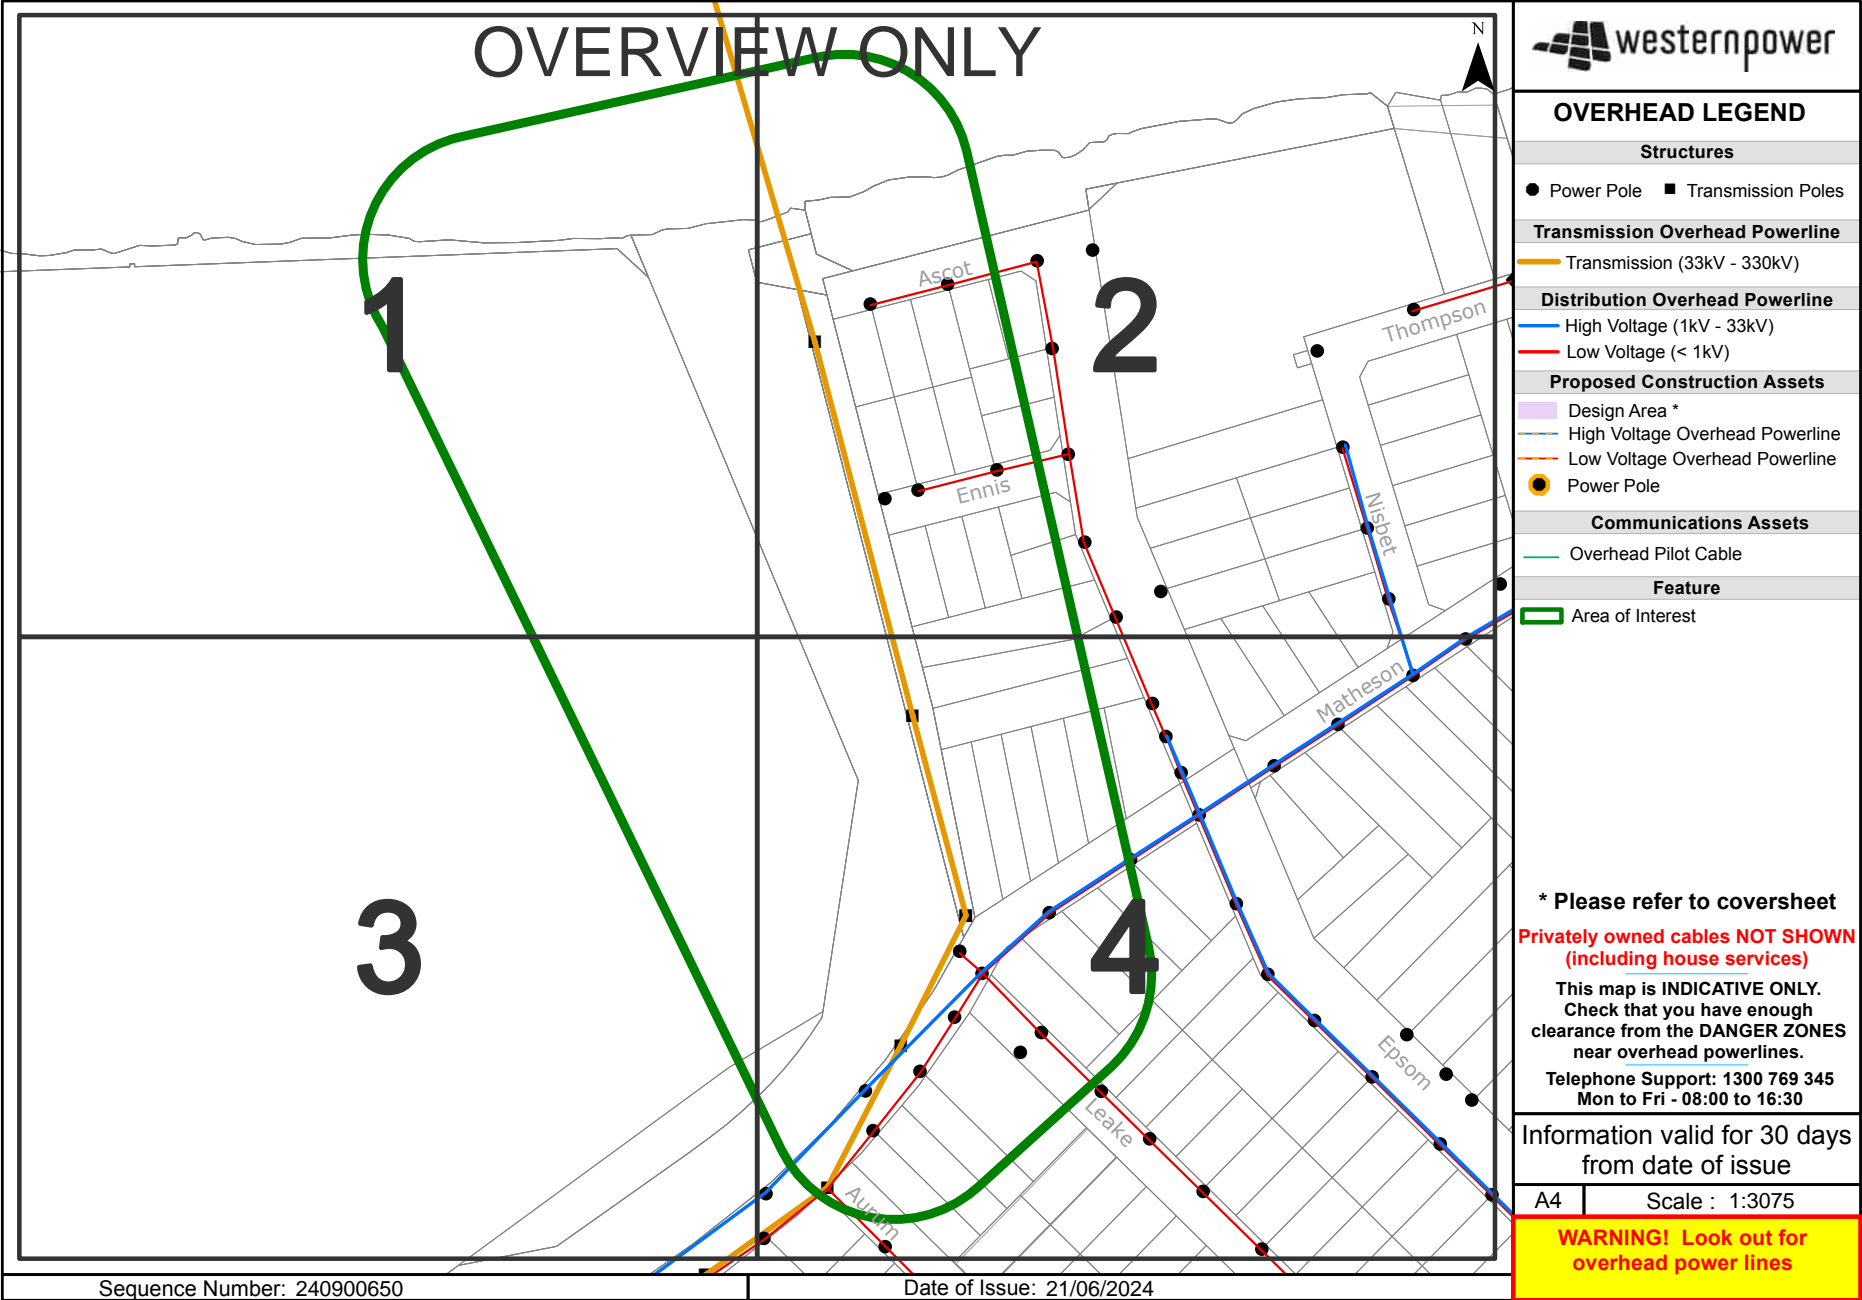 OVERVIEW ONLY
N
1
2
3
4
Ascot
Ennis
Thompson
Nisbet
Matheson
Epsom
Leake
Aurum
westernpower
OVERHEAD LEGEND
Structures
Power Pole Transmission Poles
Transmission Overhead Powerline
Transmission (33kV - 330kV)
Distribution Overhead Powerline
High Voltage (1kV - 33kV)
Low Voltage (< 1kV)
Proposed Construction Assets
Design Area *
High Voltage Overhead Powerline
Low Voltage Overhead Powerline
Power Pole
Communications Assets
Overhead Pilot Cable
Feature
Area of Interest
* Please refer to coversheet
Privately owned cables NOT SHOWN
(including house services)
This map is INDICATIVE ONLY.
Check that you have enough
clearance from the DANGER ZONES
near overhead powerlines.
Telephone Support: 1300 769 345
Mon to Fri - 08:00 to 16:30
Information valid for 30 days
from date of issue
A4 Scale : 1:3075
WARNING! Look out for
overhead power lines
Sequence Number: 240900650
Date of Issue: 21/06/2024